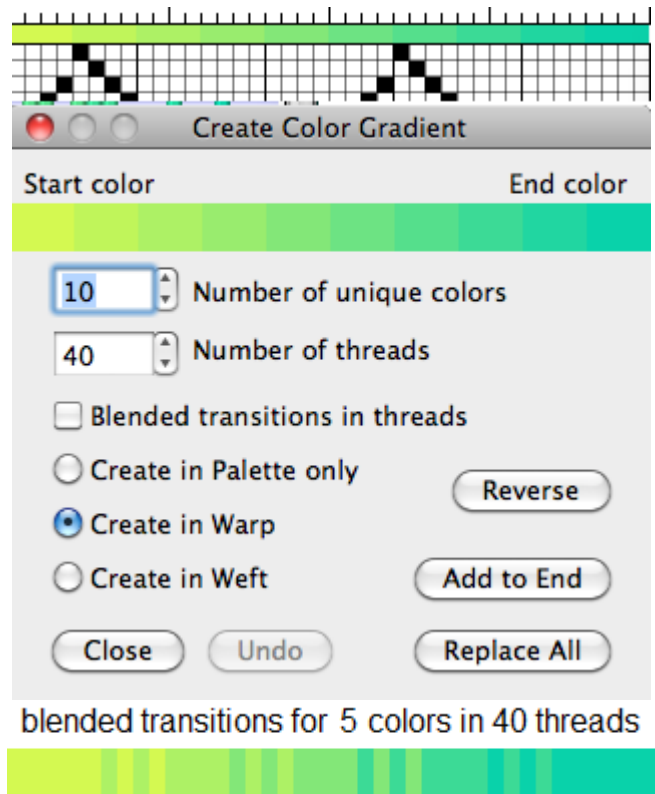 Create Color Gradient
Start color End color
10 Number of unique colors
40 Number of threads
Blended transitions in threads
Create in Palette only
Reverse
Create in Warp
Create in Weft Add to End
Close Undo Replace All
blended transitions for 5 colors in 40 threads